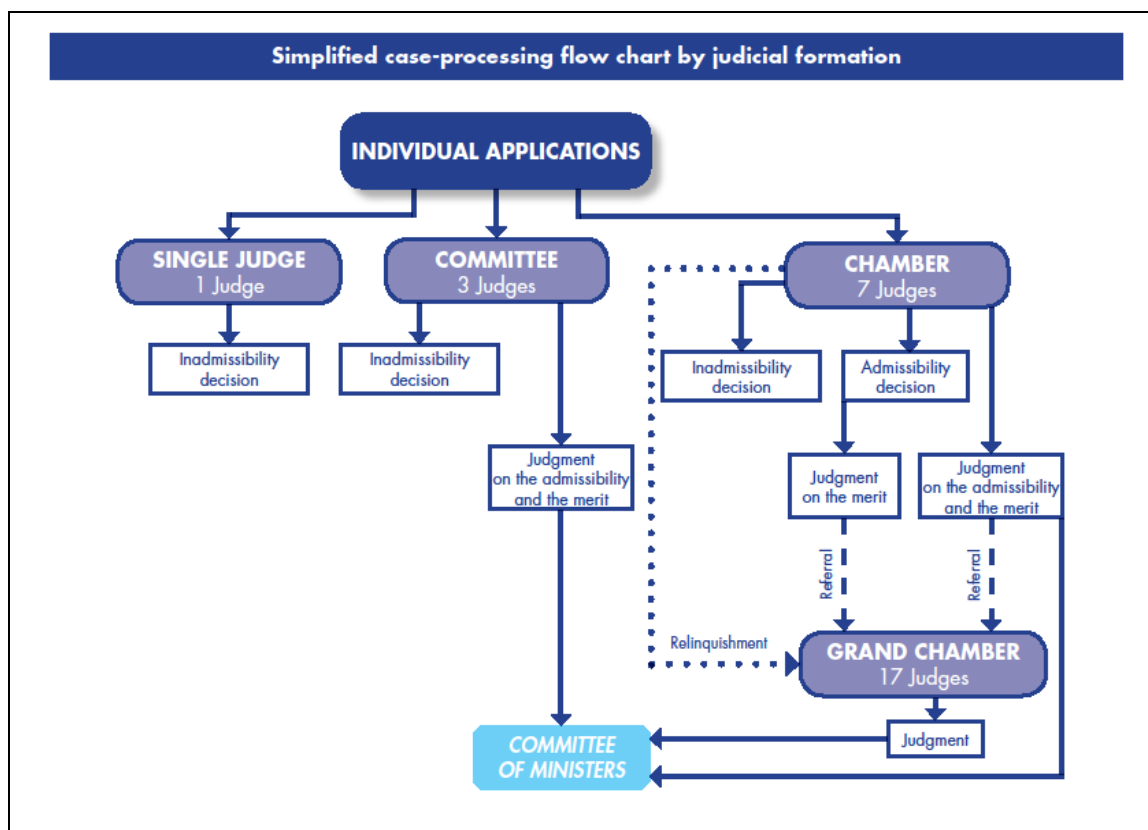 Simplified case-processing flow chart by judicial formation
INDIVIDUAL APPLICATIONS
SINGLE JUDGE
1 Judge
COMMITTEE
3 Judges
CHAMBER
7 Judges
Inadmissibility
decision
Inadmissibility
decision
Inadmissibility
decision
Admissibility
decision
Judgment
on the admissibility
and the merit
Judgment
on the merit
Judgment
on the admissibility
and the merit
Referral
Referral
Relinquishment
GRAND CHAMBER
17 Judges
Judgment
COMMITTEE
OF MINISTERS